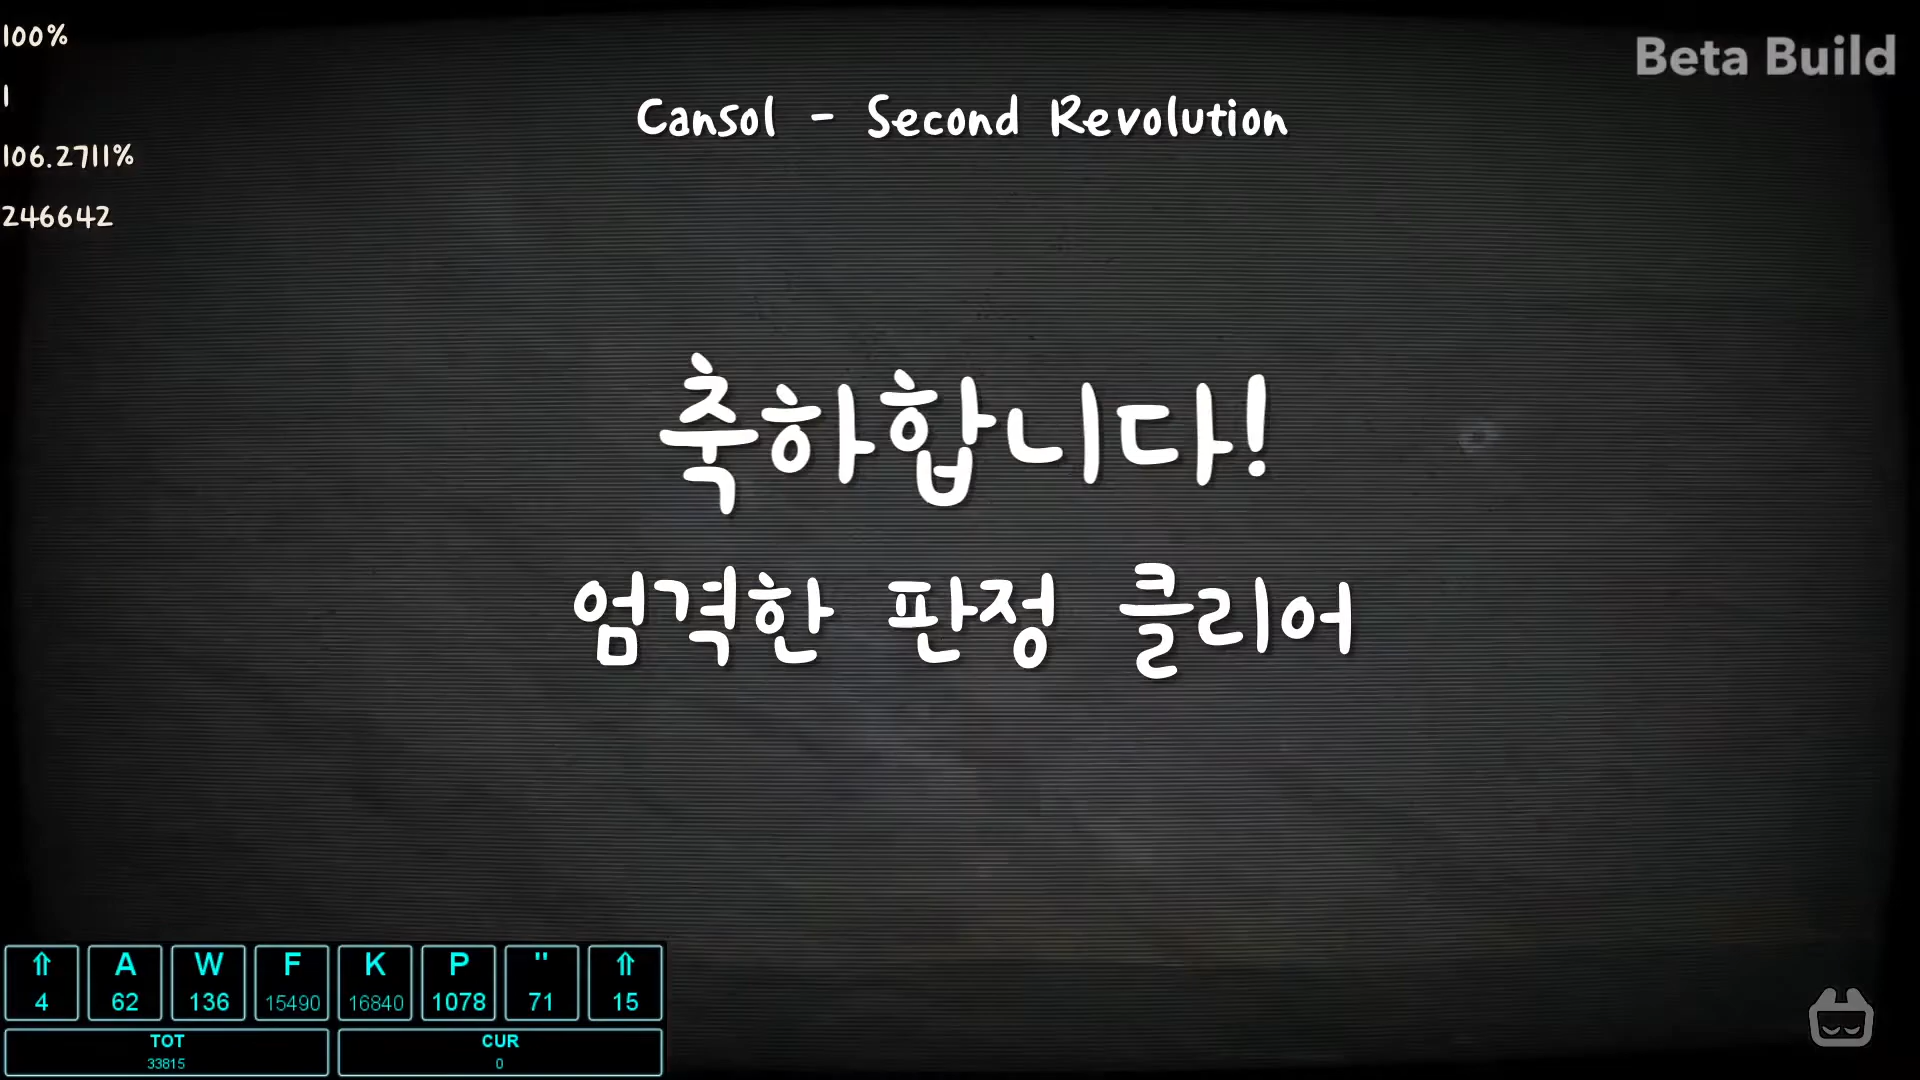 100%
1
106.2711%
246642
Beta Build
Cansol - Second Revolution
축하합니다!
엄격한 판정 클리어
⇑ A W F K P " ⇑
4 62 136 15490 16840 1078 71 15
TOT CUR
33815 0